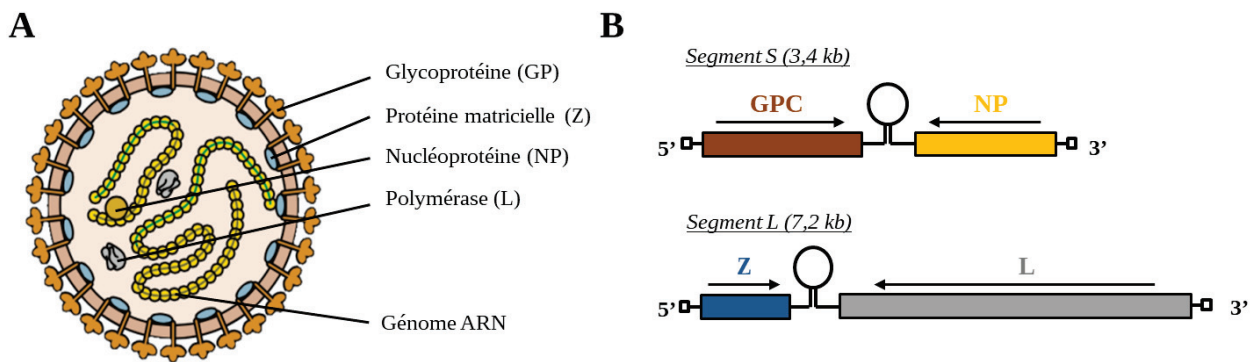 A
Glycoprotéine (GP)
Protéine matricielle (Z)
Nucléoprotéine (NP)
Polymérase (L)
Génome ARN
B
Segment S (3,4 kb)
GPC
NP
5’
3’
Segment L (7,2 kb)
Z
L
5’
3’